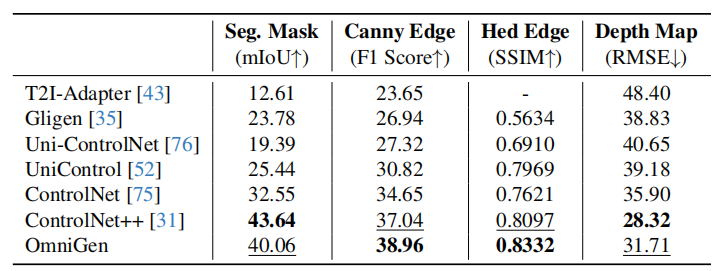 Seg. Mask Canny Edge Hed Edge Depth Map
(mIoU↑) (F1 Score↑) (SSIM↑) (RMSE↓)
T2I-Adapter [43] 12.61 23.65 - 48.40
Gligen [35] 23.78 26.94 0.5634 38.83
Uni-ControlNet [76] 19.39 27.32 0.6910 40.65
UniControl [52] 25.44 30.82 0.7969 39.18
ControlNet [75] 32.55 34.65 0.7621 35.90
ControlNet++ [31] 43.64 37.04 0.8097 28.32
OmniGen 40.06 38.96 0.8332 31.71